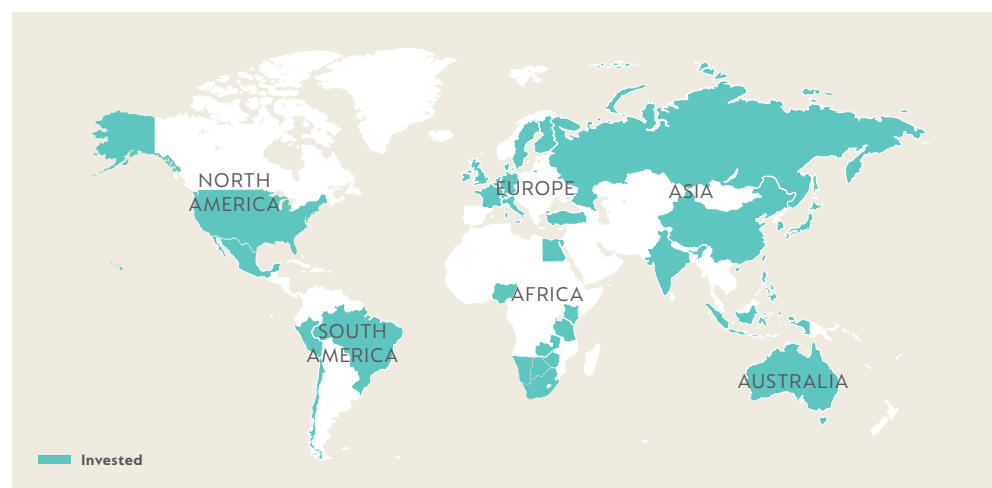 NORTH
AMERICA
EUROPE
ASIA
AFRICA
SOUTH
AMERICA
AUSTRALIA
Invested